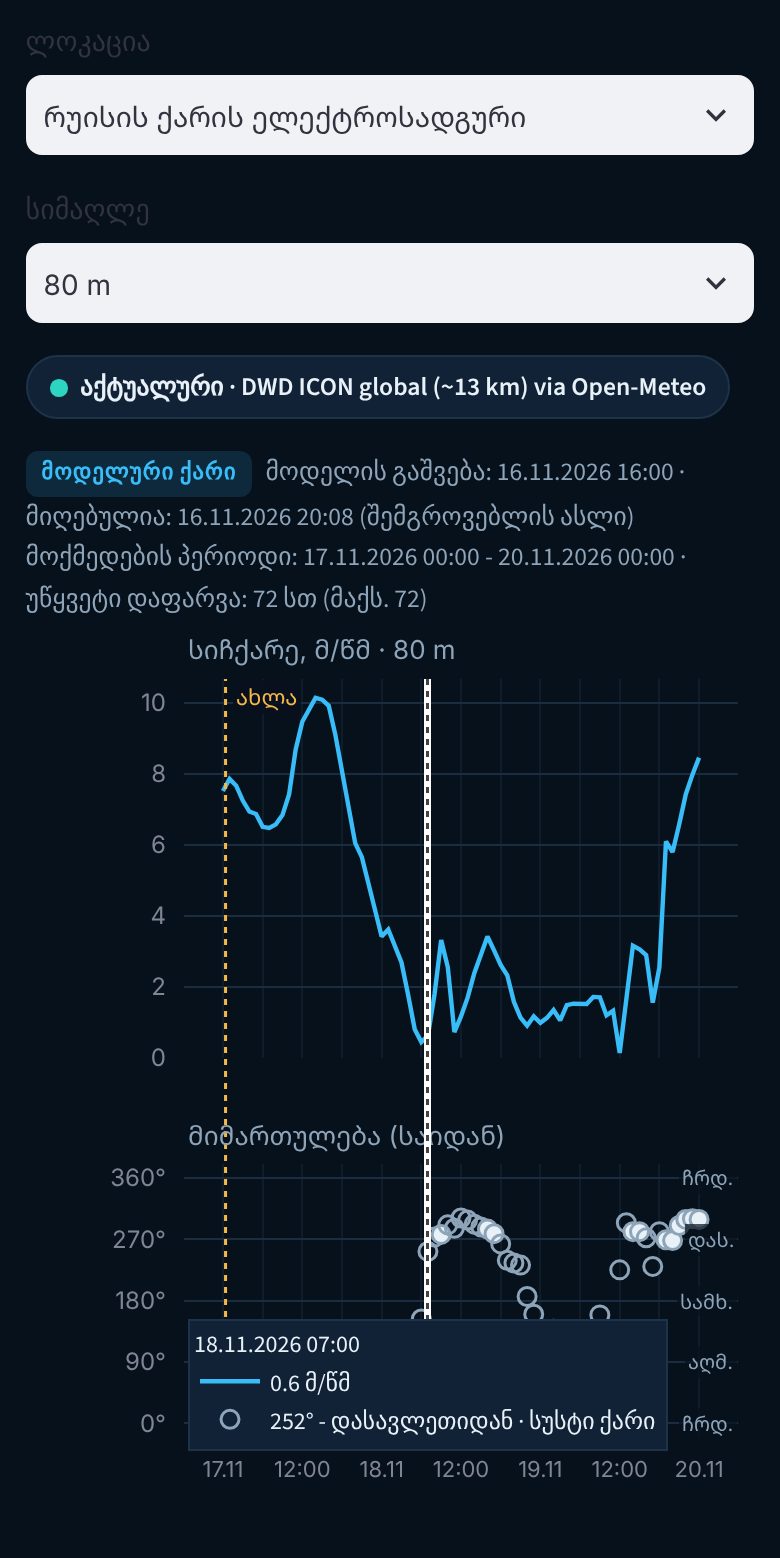 ლოკაცია
რუისის ქარის ელექტროსადგური
სიმაღლე
80 m
აქტუალური · DWD ICON global (~13 km) via Open-Meteo
მოდელური ქარი მოდელის გაშვება: 16.11.2026 16:00 ·
მიღებულია: 16.11.2026 20:08 (შემგროვებლის ასლი)
მოქმედების პერიოდი: 17.11.2026 00:00 - 20.11.2026 00:00 ·
უწყვეტი დაფარვა: 72 სთ (მაქს. 72)
სიჩქარე, მ/წმ · 80 m
ახლა
10
8
6
4
2
0
მიმართულება (საიდან)
360° ჩრდ.
270° დას.
180° სამხ.
90° აღმ.
0° ჩრდ.
18.11.2026 07:00
0.6 მ/წმ
252° - დასავლეთიდან · სუსტი ქარი
17.11 12:00 18.11 12:00 19.11 12:00 20.11